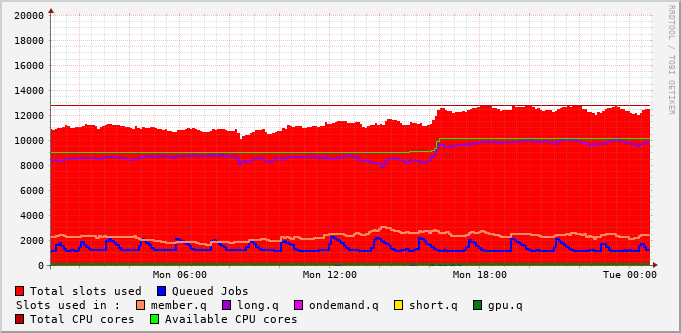 20000
18000
16000
14000
12000
10000
8000
6000
4000
2000
0
Mon 06:00 Mon 12:00 Mon 18:00 Tue 00:00
RRDTOOL / TOBI OETIKER
Total slots used Queued Jobs
Slots used in : member.q long.q ondemand.q short.q gpu.q
Total CPU cores Available CPU cores